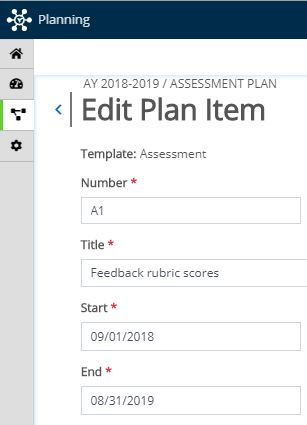 Planning
AY 2018-2019 / ASSESSMENT PLAN
Edit Plan Item
Template: Assessment
Number *
A1
Title *
Feedback rubric scores
Start *
09/01/2018
End *
08/31/2019